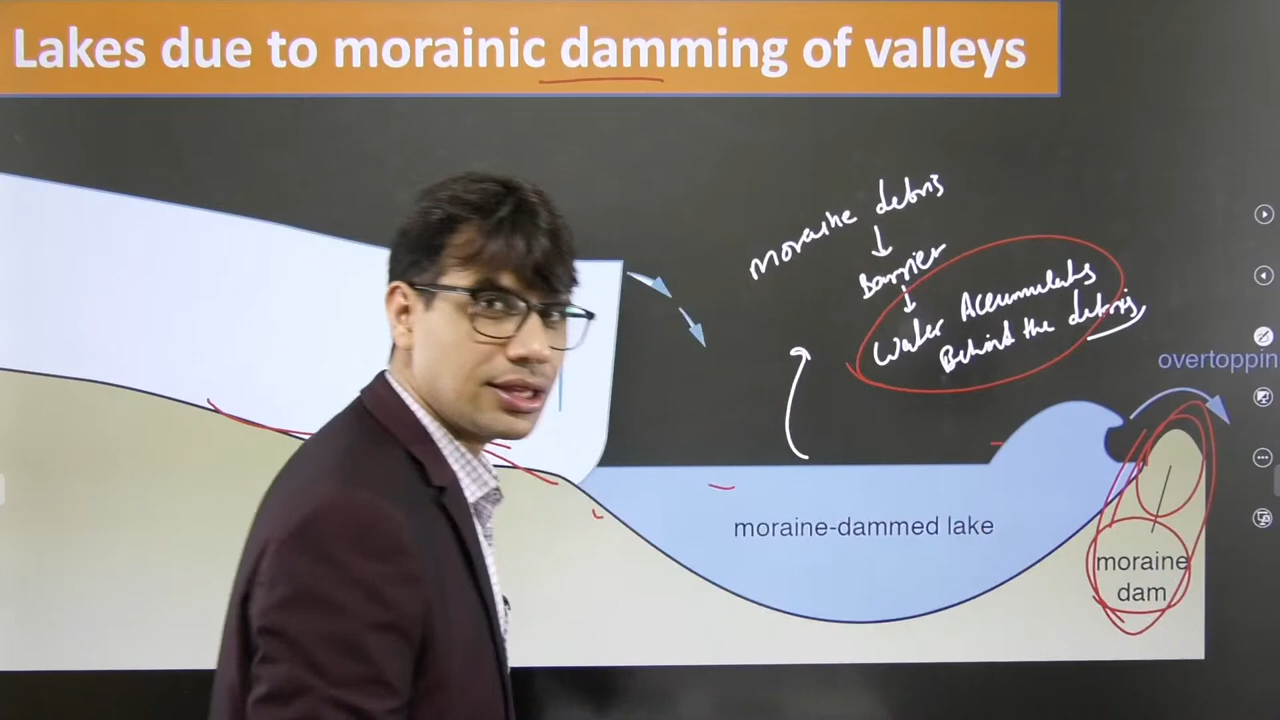 Lakes due to morainic damming of valleys
moraine debris
Barrier
Water Accumulates
Behind the debris
overtoppin
moraine-dammed lake
moraine
dam